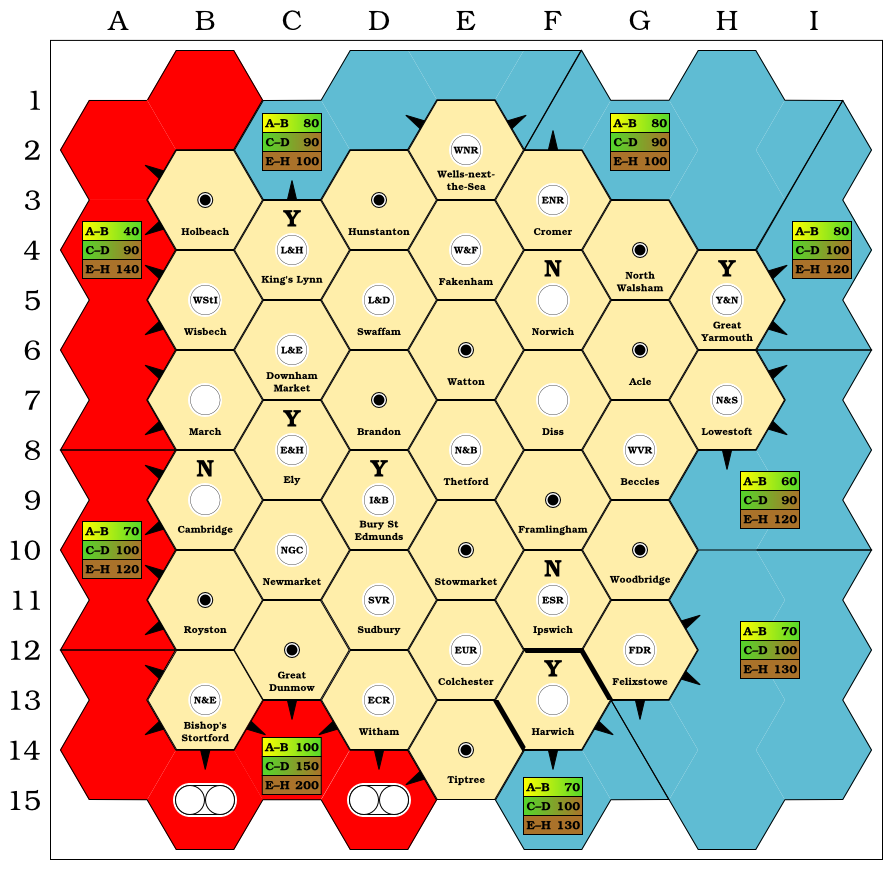 A B C D E F G H I
1
A–B 80
C–D 90
E–H 100
A–B 80
C–D 90
E–H 100
2
WNR
Wells-next-
the-Sea
3
Holbeach
Hunstanton
ENR
Cromer
4
A–B 40
C–D 90
E–H 140
Y
L&H
King's Lynn
W&F
Fakenham
North
Walsham
A–B 80
C–D 100
E–H 120
5
WStI
Wisbech
L&D
Swaffam
N
Norwich
Y
Y&N
Great
Yarmouth
6
L&E
Downham
Market
Watton
Acle
7
March
Brandon
Diss
N&S
Lowestoft
8
Y
E&H
Ely
N&B
Thetford
WVR
Beccles
9
N
Cambridge
Y
I&B
Bury St
Edmunds
Framlingham
A–B 60
C–D 90
E–H 120
10
A–B 70
C–D 100
E–H 120
NGC
Newmarket
Stowmarket
Woodbridge
11
Royston
SVR
Sudbury
N
ESR
Ipswich
12
Great
Dunmow
EUR
Colchester
FDR
Felixstowe
A–B 70
C–D 100
E–H 130
13
N&E
Bishop's
Stortford
ECR
Witham
Y
Harwich
14
A–B 100
C–D 150
E–H 200
Tiptree
15
A–B 70
C–D 100
E–H 130